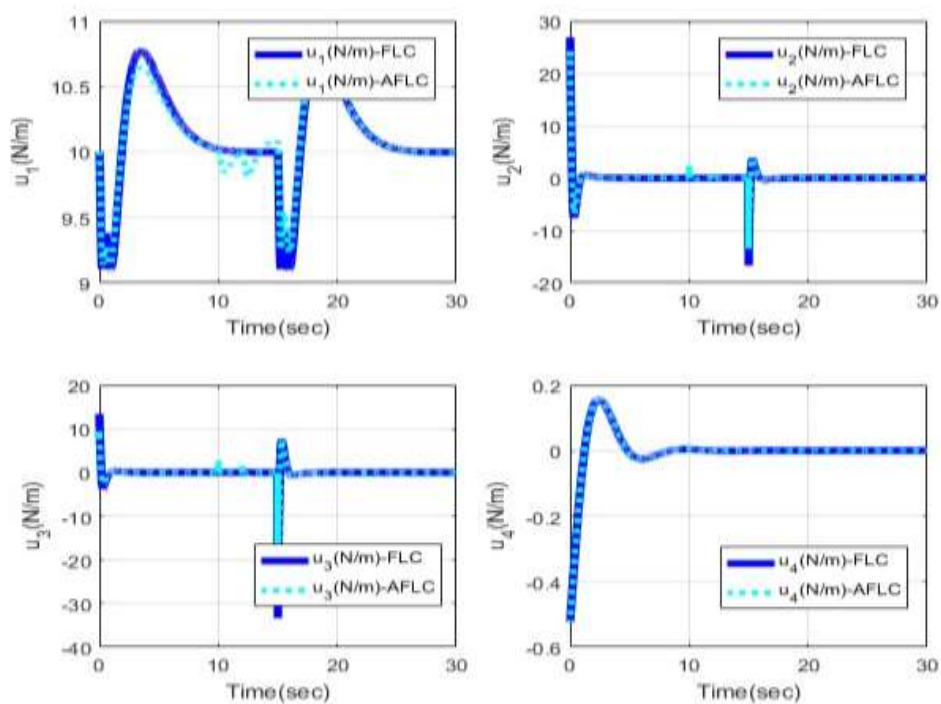 11
10.5
10
9.5
9
u1(N/m)
u1(N/m)-FLC
u1(N/m)-AFLC
0 10 20 30
Time(sec)
30
20
10
0
-10
-20
u2(N/m)
u2(N/m)-FLC
u2(N/m)-AFLC
0 10 20 30
Time(sec)
20
10
0
-10
-20
-30
-40
u3(N/m)
u3(N/m)-FLC
u3(N/m)-AFLC
0 10 20 30
Time(sec)
0.2
0
-0.2
-0.4
-0.6
u4(N/m)
u4(N/m)-FLC
u4(N/m)-AFLC
0 10 20 30
Time(sec)